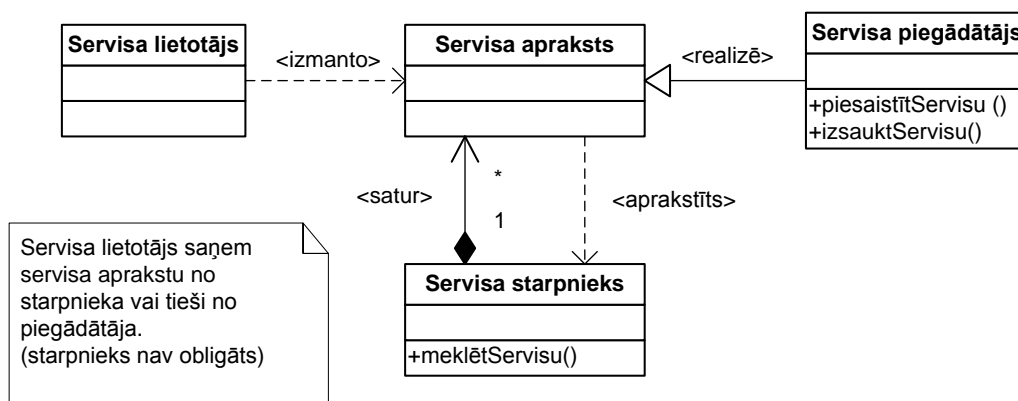 Servisa lietotājs
<izmanto>
Servisa apraksts
<realizē>
Servisa piegādātājs
+piesaistītServisu ()
+izsauktServisu()
<satur>
*
1
<aprakstīts>
Servisa starpnieks
+meklētServisu()
Servisa lietotājs saņem
servisa aprakstu no
starpnieka vai tieši no
piegādātāja.
(starpnieks nav obligāts)